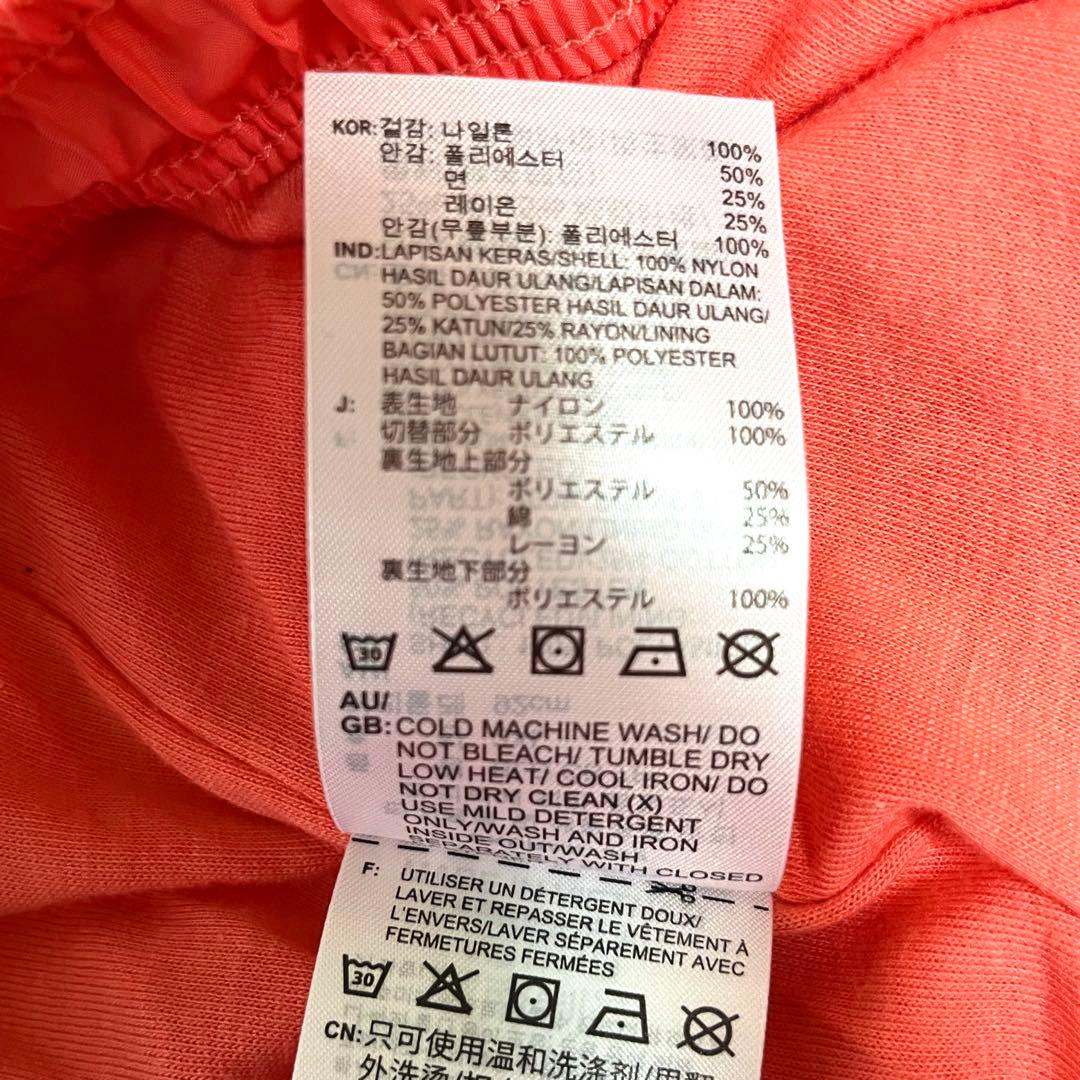 KOR: 겉감: 나일론 100%
안감: 폴리에스터 50%
면 25%
레이온 25%
안감(무릎부분): 폴리에스터 100%
IND: LAPISAN KERAS/SHELL: 100% NYLON
HASIL DAUR ULANG/LAPISAN DALAM:
50% POLYESTER HASIL DAUR ULANG/
25% KATUN/25% RAYON/LINING
BAGIAN LUTUT: 100% POLYESTER
HASIL DAUR ULANG
J: 表生地 ナイロン 100%
切替部分 ポリエステル 100%
裏生地上部分
ポリエステル 50%
綿 25%
レーヨン 25%
裏生地下部分
ポリエステル 100%
30
AU/
GB: COLD MACHINE WASH/ DO
NOT BLEACH/ TUMBLE DRY
LOW HEAT/ COOL IRON/ DO
NOT DRY CLEAN (X)
USE MILD DETERGENT
ONLY/WASH AND IRON
INSIDE OUT/WASH
SEPARATELY WITH CLOSED
F: UTILISER UN DÉTERGENT DOUX/
LAVER ET REPASSER LE VÊTEMENT À
L'ENVERS/LAVER SÉPAREMENT AVEC
FERMETURES FERMÉES
30
CN: 只可使用温和洗涤剂/里翻
外洗烫/